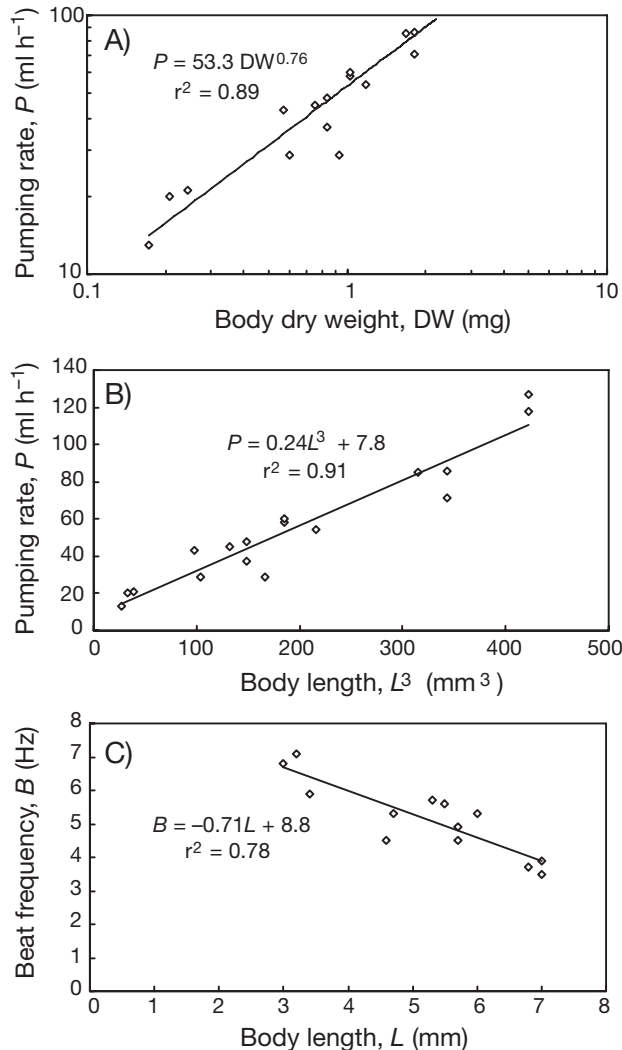 A)
P = 53.3 DW^0.76
r² = 0.89
Pumping rate, P (ml h⁻¹)
100
10
0.1 1 10
Body dry weight, DW (mg)
B)
P = 0.24L³ + 7.8
r² = 0.91
Pumping rate, P (ml h⁻¹)
140
120
100
80
60
40
20
0
0 100 200 300 400 500
Body length, L³ (mm³)
C)
B = –0.71L + 8.8
r² = 0.78
Beat frequency, B (Hz)
8
7
6
5
4
3
2
1
0
0 1 2 3 4 5 6 7 8
Body length, L (mm)